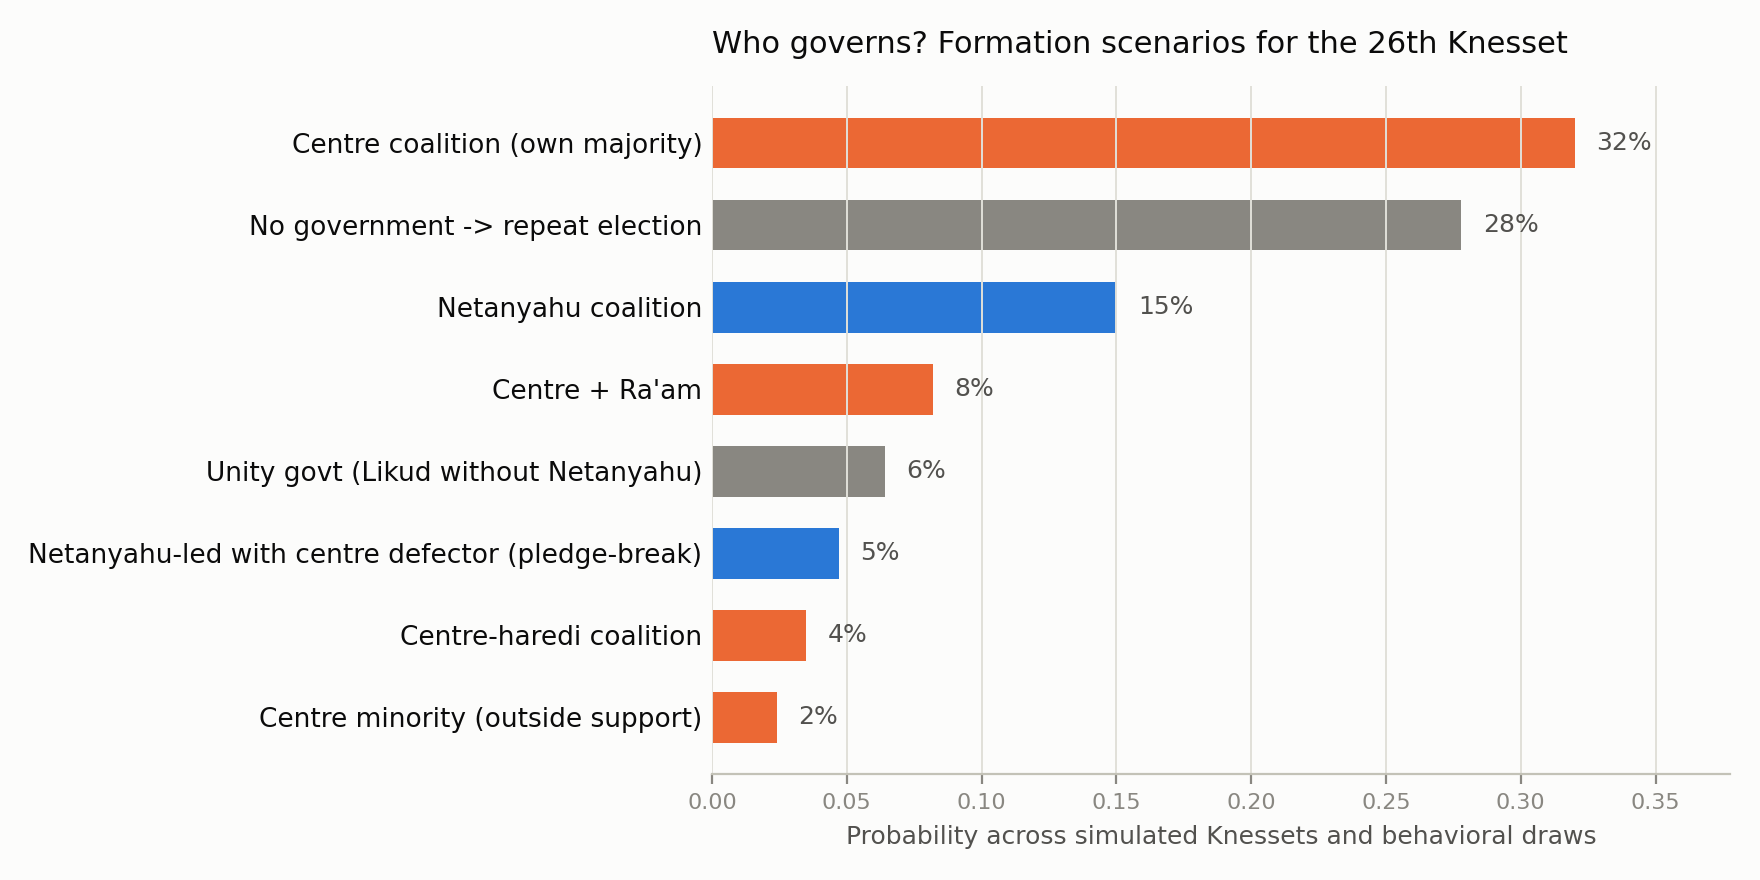 Who governs? Formation scenarios for the 26th Knesset
Centre coalition (own majority)
32%
No government -> repeat election
28%
Netanyahu coalition
15%
Centre + Ra'am
8%
Unity govt (Likud without Netanyahu)
6%
Netanyahu-led with centre defector (pledge-break)
5%
Centre-haredi coalition
4%
Centre minority (outside support)
2%
0.00 0.05 0.10 0.15 0.20 0.25 0.30 0.35
Probability across simulated Knessets and behavioral draws